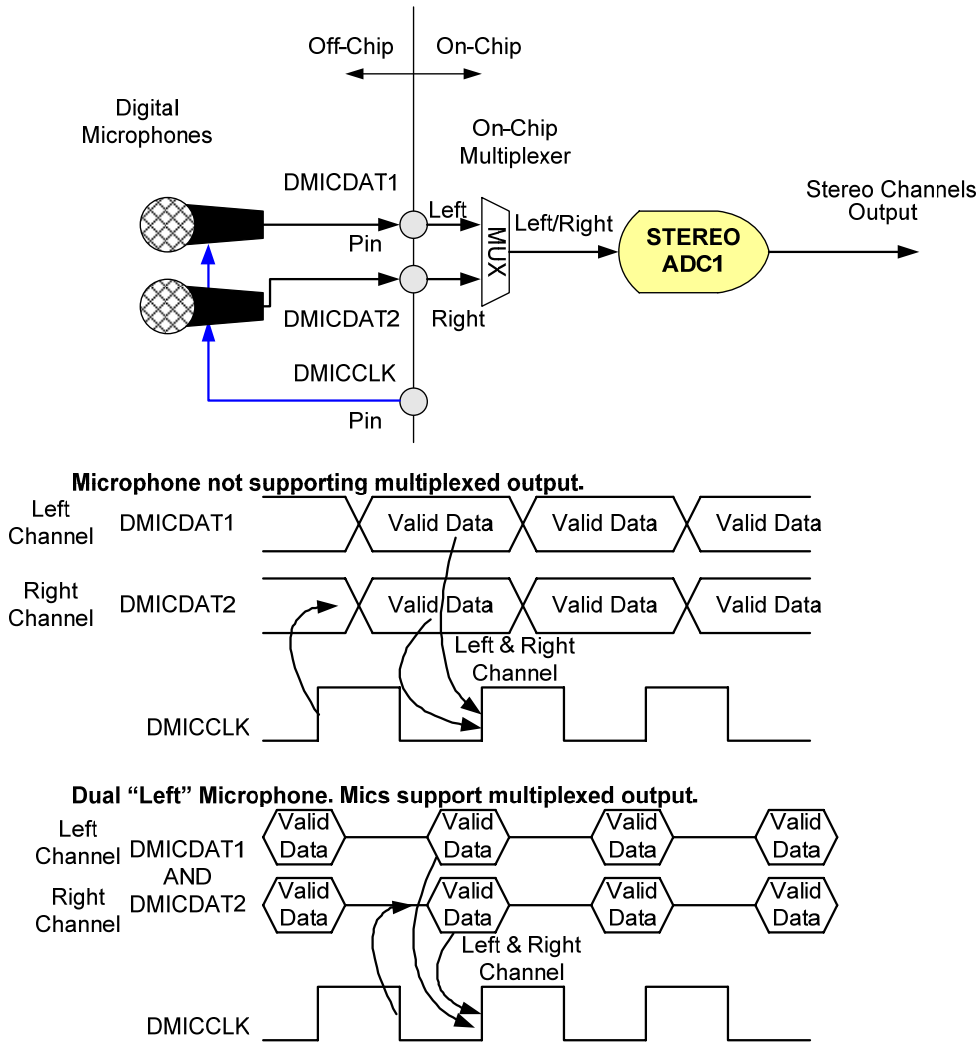 Off-Chip
On-Chip
Digital
Microphones
On-Chip
Multiplexer
DMICDAT1
Left
Pin
MUX
Left/Right
STEREO
ADC1
Stereo Channels
Output
DMICDAT2
Right
DMICCLK
Pin
Microphone not supporting multiplexed output.
Left
Channel
DMICDAT1
Valid Data
Valid Data
Valid Data
Right
Channel
DMICDAT2
Valid Data
Valid Data
Valid Data
Left & Right
Channel
DMICCLK
Dual “Left” Microphone. Mics support multiplexed output.
Left
Channel
DMICDAT1
AND
DMICDAT2
Valid
Data
Valid
Data
Valid
Data
Valid
Data
Right
Channel
Valid
Data
Valid
Data
Valid
Data
Valid
Data
Left & Right
Channel
DMICCLK